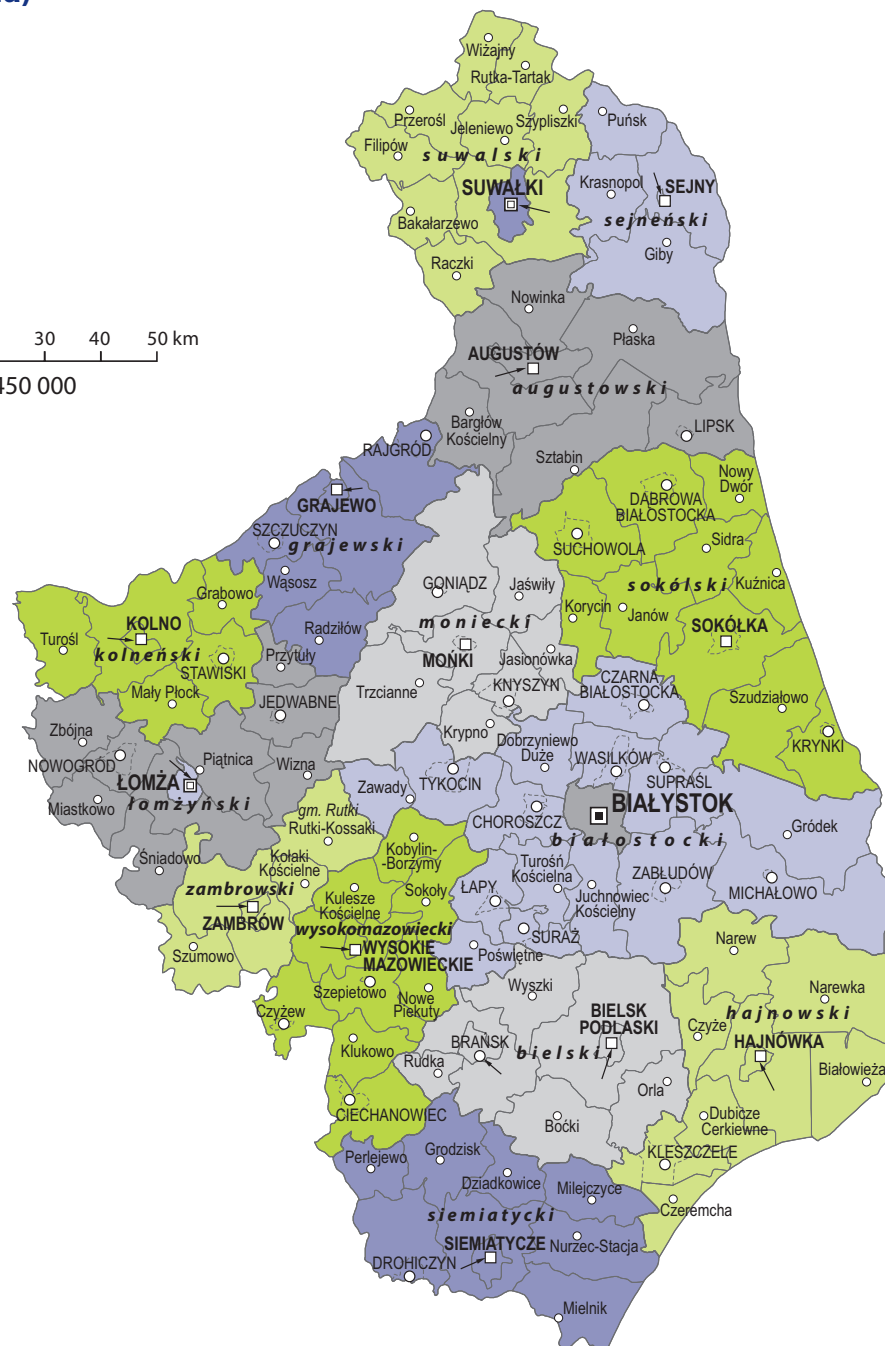 Wiżajny
Rutka-Tartak
Przerośl
Jeleniewo
Szypliszki
Puńsk
Filipów
suwalski
Krasnopol
SEJNY
SUWAŁKI
sejneński
Bakałarzewo
Giby
Raczki
Nowinka
30 40 50 km
Płaska
AUGUSTÓW
450 000
augustowski
Bargłów
Kościelny
LIPSK
RAJGRÓD
Sztabin
Nowy
Dwór
GRAJEWO
DĄBROWA
BIAŁOSTOCKA
SZCZUCZYN
grajewski
SUCHOWOLA
Sidra
Wąsosz
GONIĄDZ
Jaświły
sokólski
Kuźnica
Grabowo
Korycin
Janów
KOLNO
moniecki
SOKÓŁKA
Turośl
Radziłów
kolneński
Przytuły
MOŃKI
Jasionówka
STAWISKI
CZARNA
BIAŁOSTOCKA
Mały Płock
Trzcianne
KNYSZYN
Szudziałowo
JEDWABNE
Zbójna
Krypno
Dobrzyniewo
Duże
KRYNKI
NOWOGRÓD
Piątnica
Wizna
WASILKÓW
ŁOMŻA
Zawady
TYKOCIN
SUPRAŚL
Miastkowo
łomżyński
gm. Rutki
Rutki-Kossaki
CHOROSZCZ
BIAŁYSTOK
białostocki
Gródek
Śniadowo
Kołaki
Kościelne
Kobylin-
-Borzymy
Turośń
Kościelna
ZABŁUDÓW
zambrowski
Kulesze
Kościelne
Sokoły
ŁAPY
Juchnowiec
Kościelny
MICHAŁOWO
ZAMBRÓW
wysokomazowiecki
SURAŻ
Szumowo
WYSOKIE
MAZOWIECKIE
Poświętne
Narew
Szepietowo
Nowe
Piekuty
Wyszki
Narewka
Czyżew
BIELSK
PODLASKI
hajnowski
Klukowo
BRAŃSK
bielski
Czyże
HAJNÓWKA
Rudka
Orla
Białowieża
CIECHANOWIEC
Boćki
Dubicze
Cerkiewne
Perlejewo
Grodzisk
KLESZCZELE
Dziadkowice
Milejczyce
Czeremcha
siemiatycki
SIEMIATYCZE
Nurzec-Stacja
DROHICZYN
Mielnik